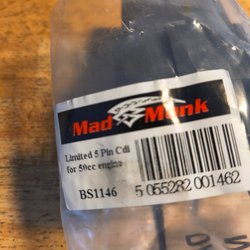 Mad Monk
Limited 5 Pin Cdi
for 50cc engine
BS1146
5 055282 001462